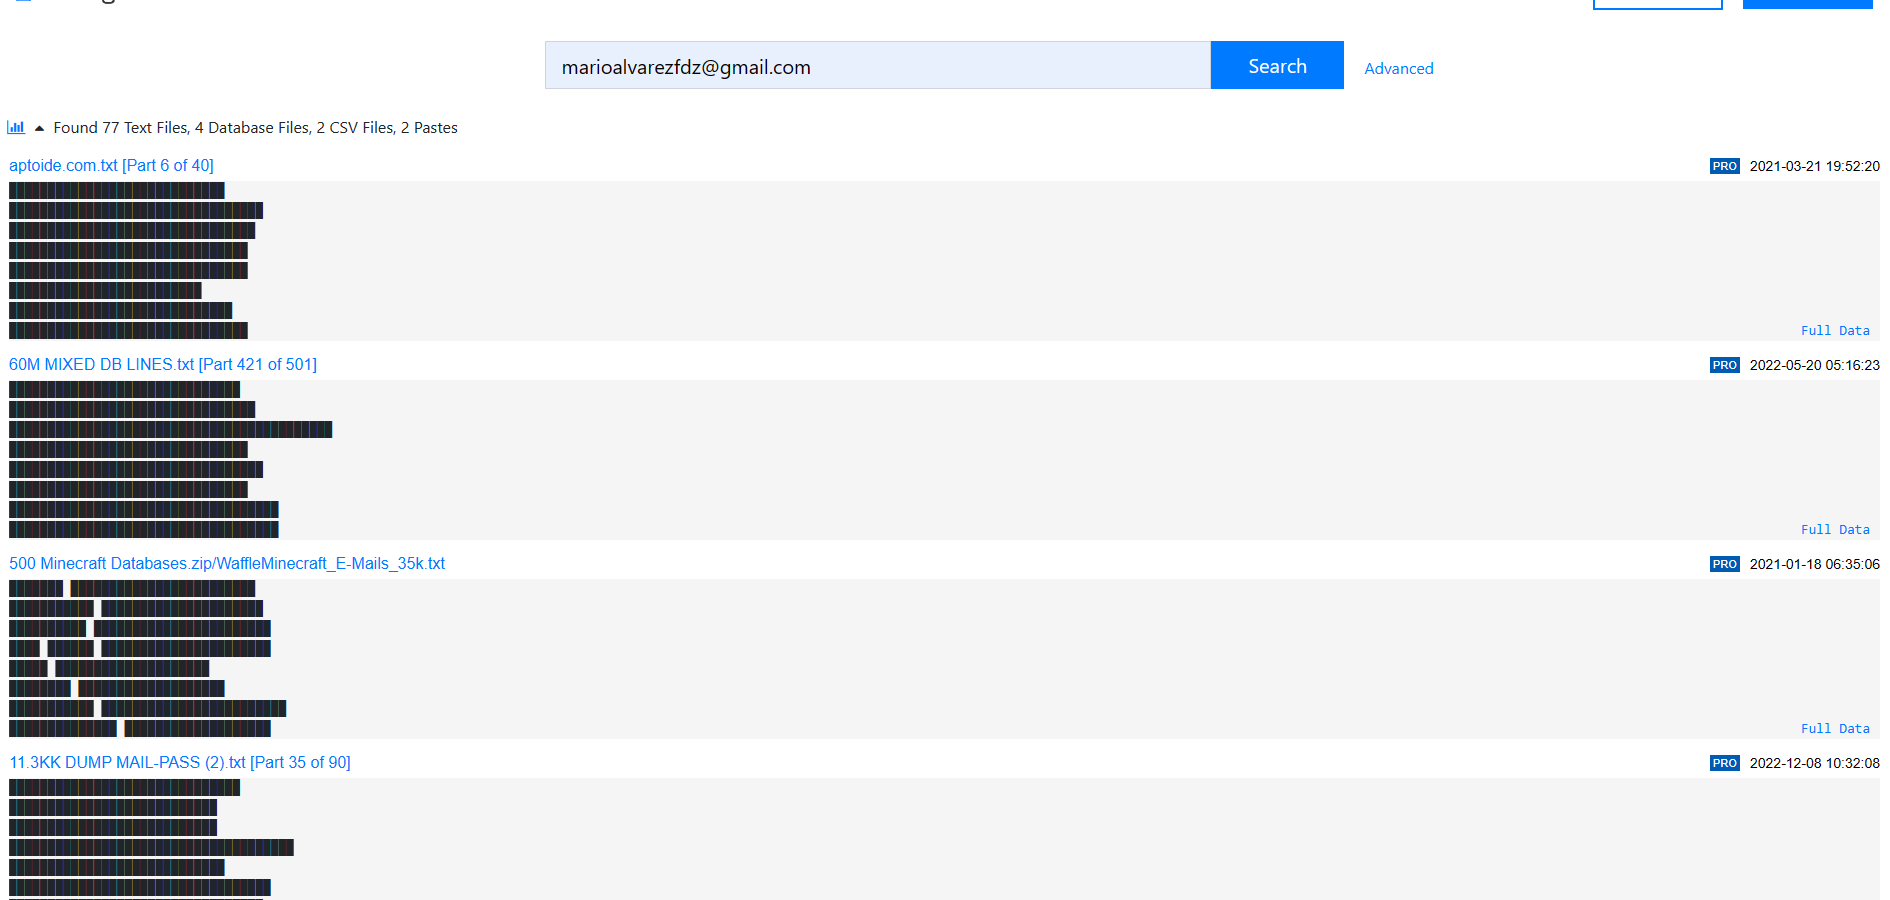 marioalvarezfdz@gmail.com Search Advanced
Found 77 Text Files, 4 Database Files, 2 CSV Files, 2 Pastes
aptoide.com.txt [Part 6 of 40] PRO 2021-03-21 19:52:20
Full Data
60M MIXED DB LINES.txt [Part 421 of 501] PRO 2022-05-20 05:16:23
Full Data
500 Minecraft Databases.zip/WaffleMinecraft_E-Mails_35k.txt PRO 2021-01-18 06:35:06
Full Data
11.3KK DUMP MAIL-PASS (2).txt [Part 35 of 90] PRO 2022-12-08 10:32:08